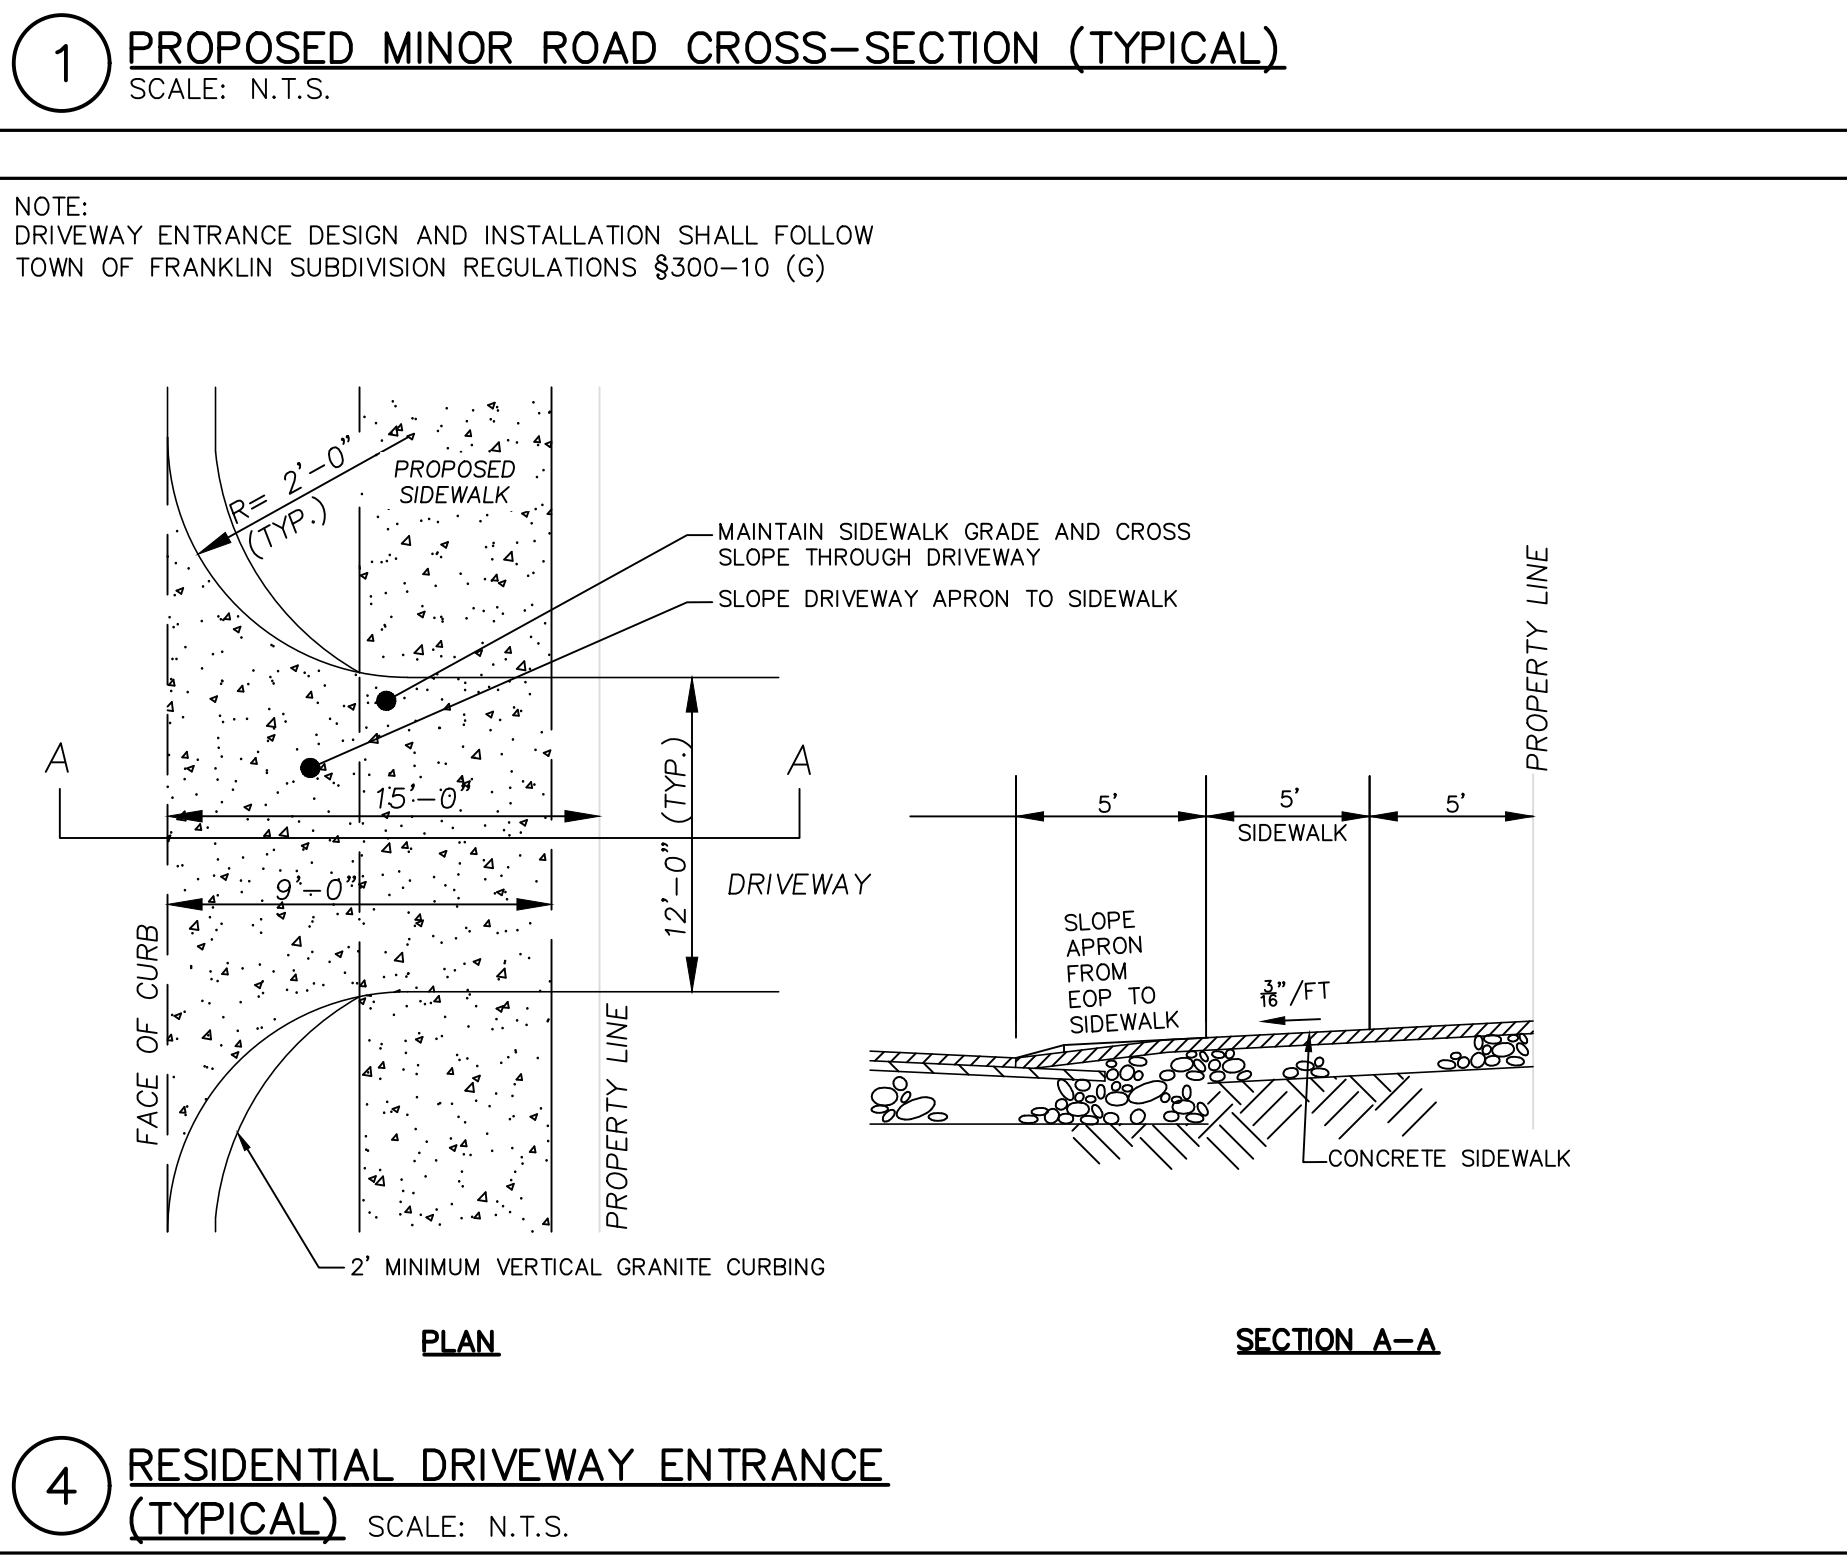 1
PROPOSED MINOR ROAD CROSS-SECTION (TYPICAL)
SCALE: N.T.S.
NOTE:
DRIVEWAY ENTRANCE DESIGN AND INSTALLATION SHALL FOLLOW
TOWN OF FRANKLIN SUBDIVISION REGULATIONS §300-10 (G)
R= 2'-0"
(TYP.)
PROPOSED
SIDEWALK
MAINTAIN SIDEWALK GRADE AND CROSS
SLOPE THROUGH DRIVEWAY
SLOPE DRIVEWAY APRON TO SIDEWALK
A
A
15'-0"
9'-0"
12'-0" (TYP.)
DRIVEWAY
FACE OF CURB
PROPERTY LINE
2' MINIMUM VERTICAL GRANITE CURBING
PLAN
PROPERTY LINE
5'
5'
SIDEWALK
5'
SLOPE
APRON
FROM
EOP TO
SIDEWALK
3/16"/FT
CONCRETE SIDEWALK
SECTION A-A
4
RESIDENTIAL DRIVEWAY ENTRANCE
(TYPICAL) SCALE: N.T.S.